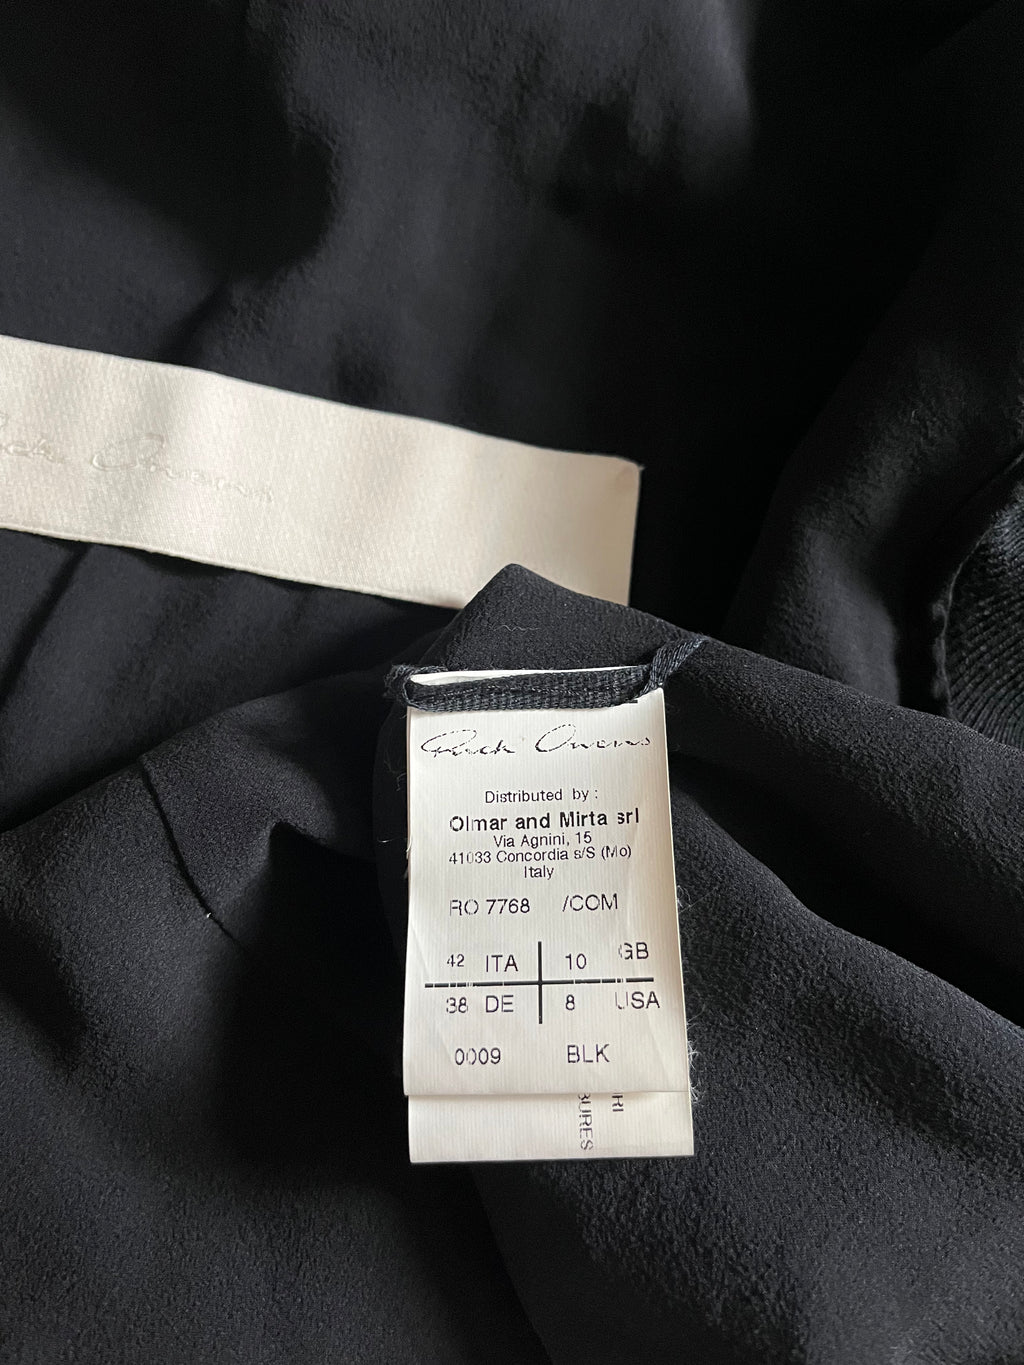 Rick Owens
Rick Owens
Distributed by :
Olmar and Mirta srl
Via Agnini, 15
41033 Concordia s/S (Mo)
Italy
RO 7768 /COM
42 ITA 10 GB
38 DE 8 USA
0009 BLK